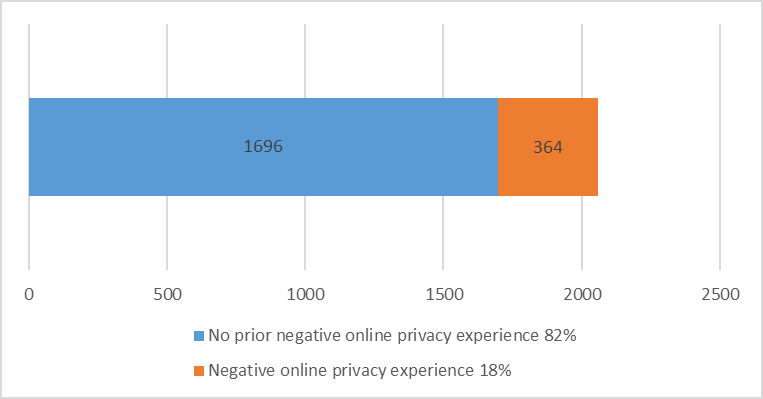 1696
364
0 500 1000 1500 2000 2500
No prior negative online privacy experience 82%
Negative online privacy experience 18%